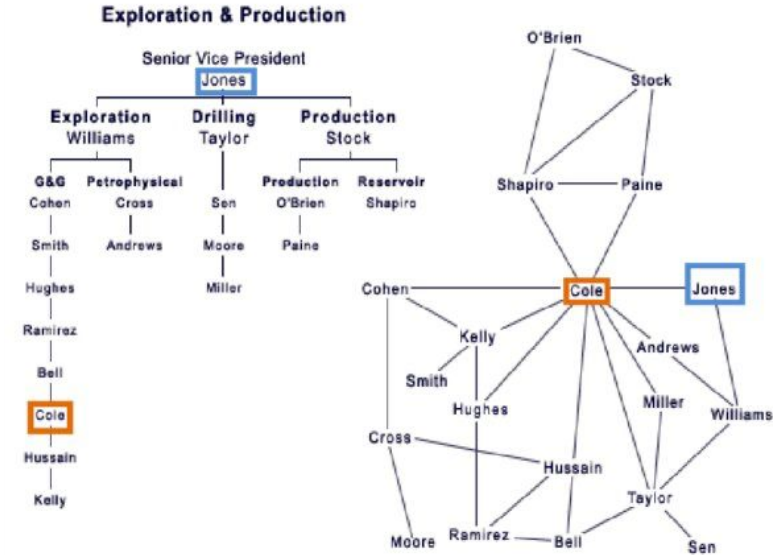 Exploration & Production
Senior Vice President
Jones
Exploration Drilling Production
Williams Taylor Stock
G&G Petrophysical Production Reservoir
Cohen Cross Sen O'Brien Shapiro
Smith Andrews Moore Paine
Hughes Miller
Ramirez
Bell
Cole
Hussain
Kelly
O'Brien
Stock
Shapiro Paine
Cohen Cole Jones
Kelly Andrews
Smith
Hughes Miller Williams
Cross
Hussain
Taylor
Moore Ramirez Bell Sen